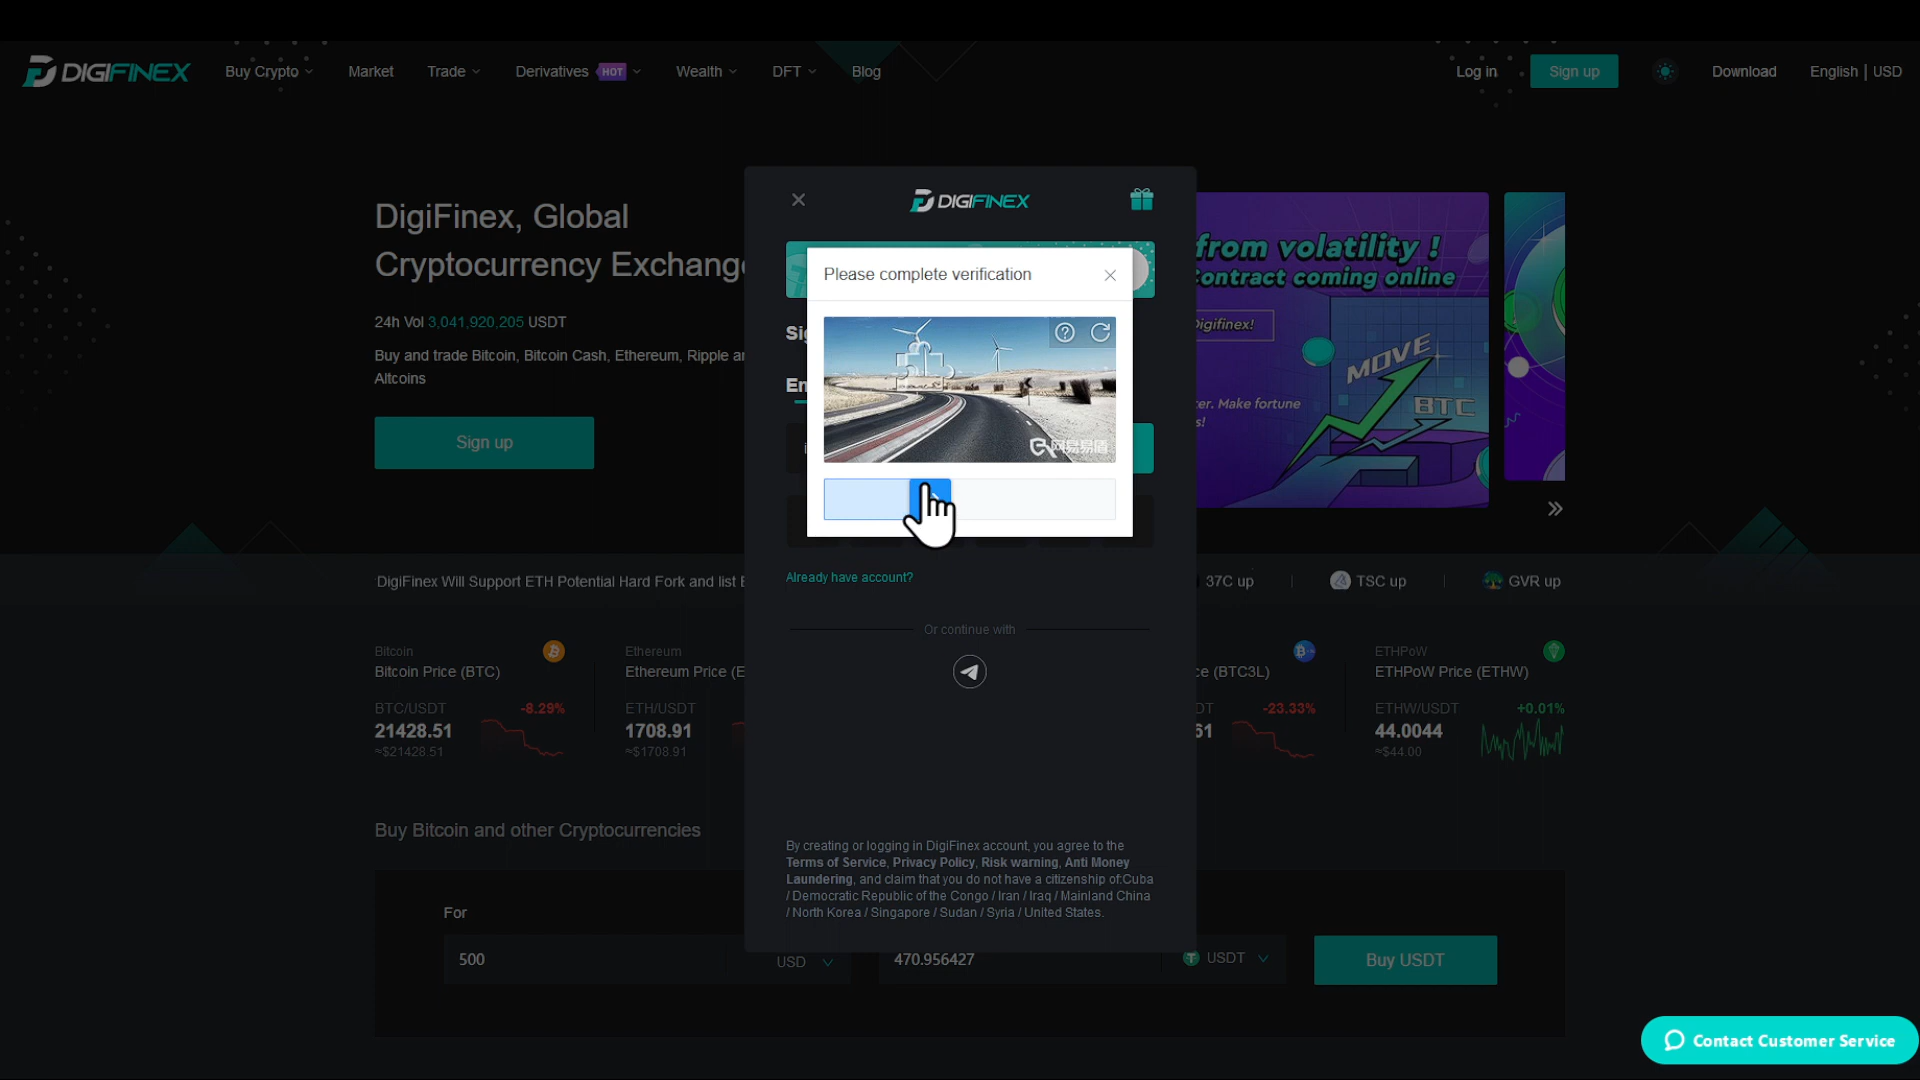 DIGIFINEX
Buy Crypto
Market
Trade
Derivatives HOT
Wealth
DFT
Blog
Log in
Sign up
Download
English | USD
DIGIFINEX
DigiFinex, Global
Cryptocurrency Exchange
24h Vol 3,041,920,205 USDT
Buy and trade Bitcoin, Bitcoin Cash, Ethereum, Ripple
Altcoins
Sign up
Please complete verification
网易易盾
from volatility !
Contract coming online
Digifinex!
Make fortune
MOVE
BTC
Already have account?
Or continue with
DigiFinex Will Support ETH Potential Hard Fork and list
37C up
TSC up
GVR up
Bitcoin
Bitcoin Price (BTC)
BTC/USDT
-8.29%
21428.51
≈$21428.51
Ethereum
Ethereum Price
ETH/USDT
1708.91
≈$1708.91
(BTC3L)
-23.33%
61
ETHPoW
ETHPoW Price (ETHW)
ETHW/USDT
+0.01%
44.0044
≈$44.00
Buy Bitcoin and other Cryptocurrencies
By creating or logging in DigiFinex account, you agree to the
Terms of Service, Privacy Policy, Risk warning, Anti Money
Laundering, and claim that you do not have a citizenship of:Cuba
/ Democratic Republic of the Congo / Iran / Iraq / Mainland China
/ North Korea / Singapore / Sudan / Syria / United States.
For
500
USD
470.956427
USDT
Buy USDT
Contact Customer Service